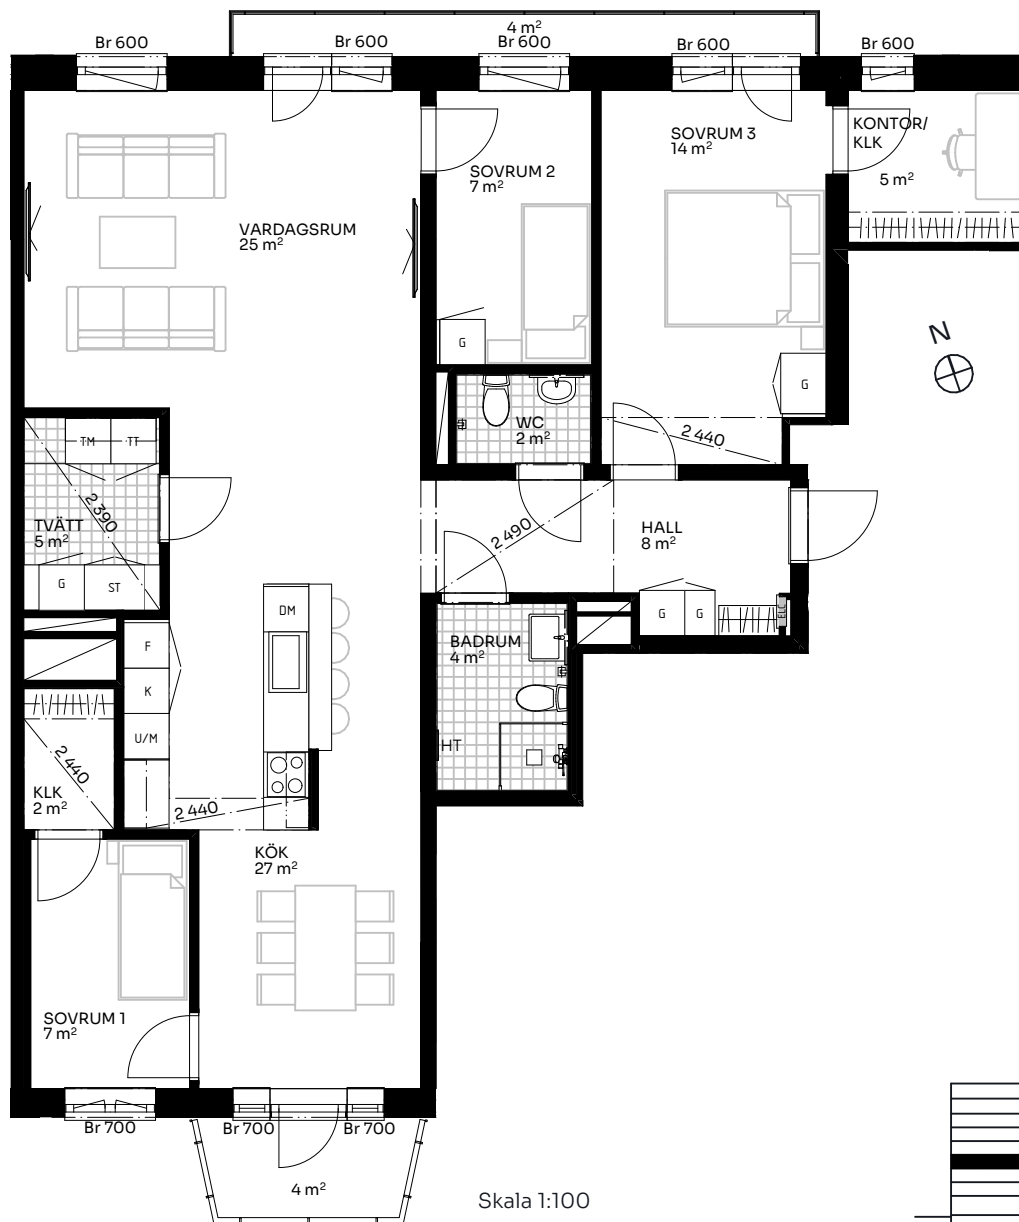 4 m²
Br 600
Br 600
Br 600
Br 600
Br 600
KONTOR/
KLK
5 m²
SOVRUM 3
14 m²
SOVRUM 2
7 m²
VARDAGSRUM
25 m²
N
G
G
WC
2 m²
2 440
TM
TT
2 390
TVÄTT
5 m²
G
ST
2 490
HALL
8 m²
G
G
EL/IT
DM
BADRUM
4 m²
HT
F
K
U/M
2 440
KLK
2 m²
2 440
KÖK
27 m²
SOVRUM 1
7 m²
Br 700
Br 700
Br 700
4 m²
Skala 1:100